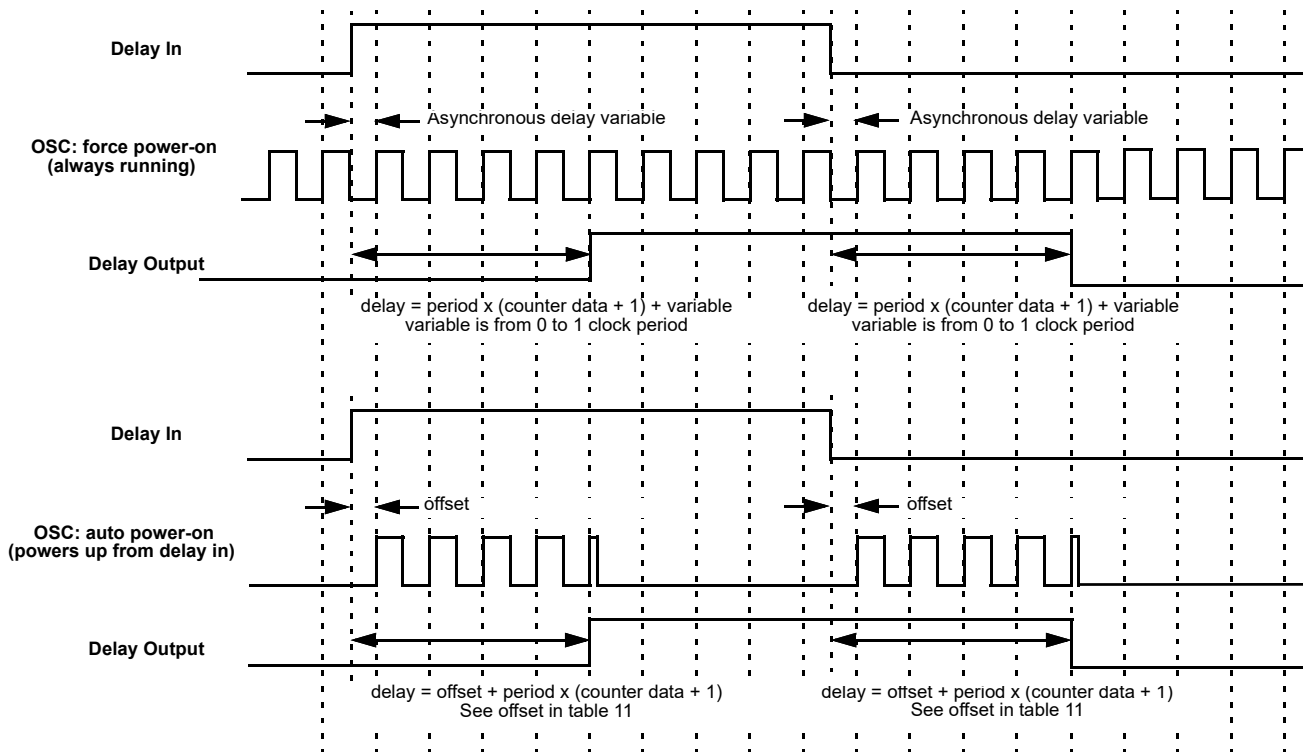 Delay In
Asynchronous delay variable
Asynchronous delay variable
OSC: force power-on
(always running)
Delay Output
delay = period x (counter data + 1) + variable
variable is from 0 to 1 clock period
delay = period x (counter data + 1) + variable
variable is from 0 to 1 clock period
Delay In
offset
offset
OSC: auto power-on
(powers up from delay in)
Delay Output
delay = offset + period x (counter data + 1)
See offset in table 11
delay = offset + period x (counter data + 1)
See offset in table 11